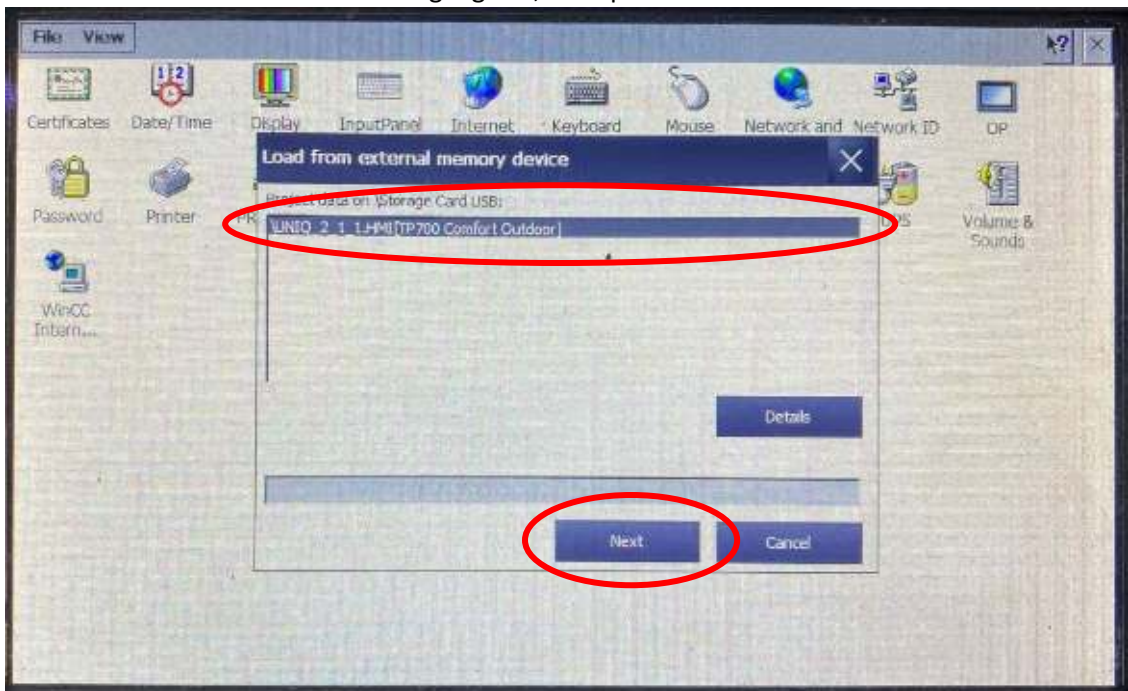 File View
Certificates Date/Time Display InputPanel Internet Keyboard Mouse Network and Network ID OP
Load from external memory device
Password Printer Volume & Sounds
Project data on \Storage Card USB:
\UNIQ_2_1_1.HMI[TP700 Comfort Outdoor]
WinCC
Intern...
Details
Next Cancel